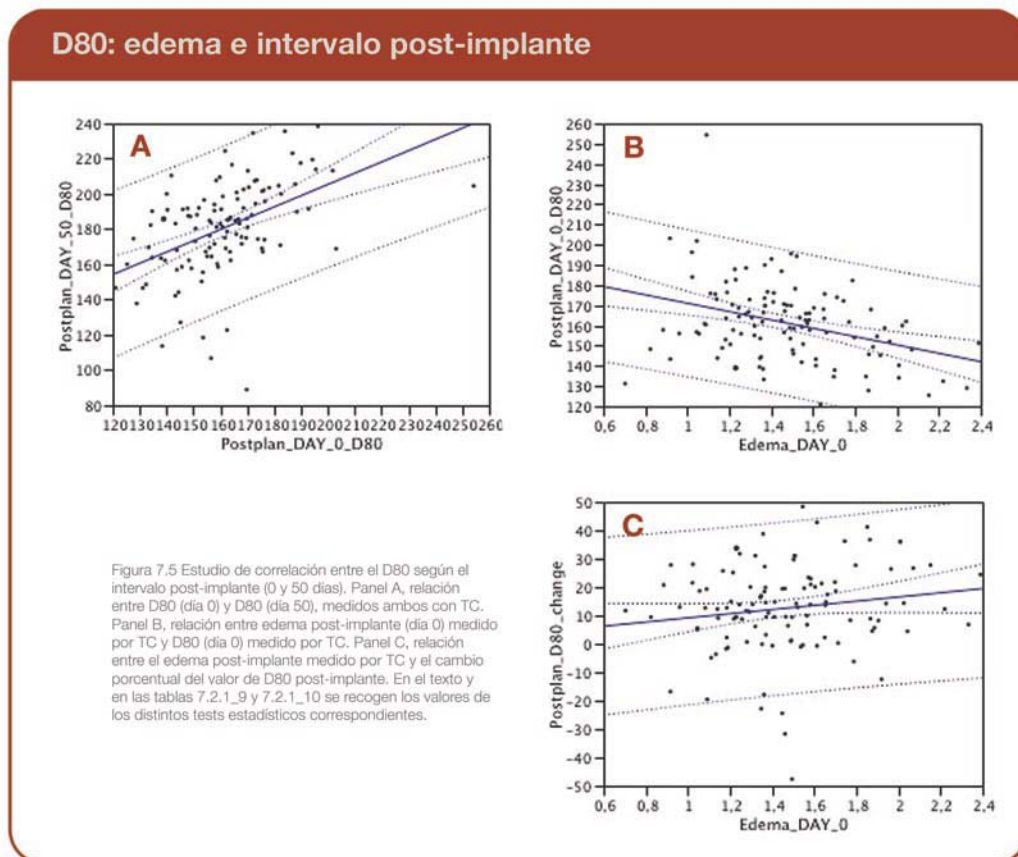 D80: edema e intervalo post-implante
A
240
220
200
180
160
140
120
100
80
Postplan_DAY_50_D80
120130140150160170180190200210220230240250260
Postplan_DAY_0_D80
B
260
250
240
230
220
210
200
190
180
170
160
150
140
130
120
Postplan_DAY_0_D80
0,6 0,8 1 1,2 1,4 1,6 1,8 2 2,2 2,4
Edema_DAY_0
Figura 7.5 Estudio de correlación entre el D80 según el
intervalo post-implante (0 y 50 días). Panel A, relación
entre D80 (día 0) y D80 (día 50), medidos ambos con TC.
Panel B, relación entre edema post-implante (día 0) medido
por TC y D80 (día 0) medido por TC. Panel C, relación
entre el edema post-implante medido por TC y el cambio
porcentual del valor de D80 post-implante. En el texto y
en las tablas 7.2.1_9 y 7.2.1_10 se recogen los valores de
los distintos tests estadísticos correspondientes.
C
50
40
30
20
10
0
-10
-20
-30
-40
-50
Postplan_D80_change
0,6 0,8 1 1,2 1,4 1,6 1,8 2 2,2 2,4
Edema_DAY_0